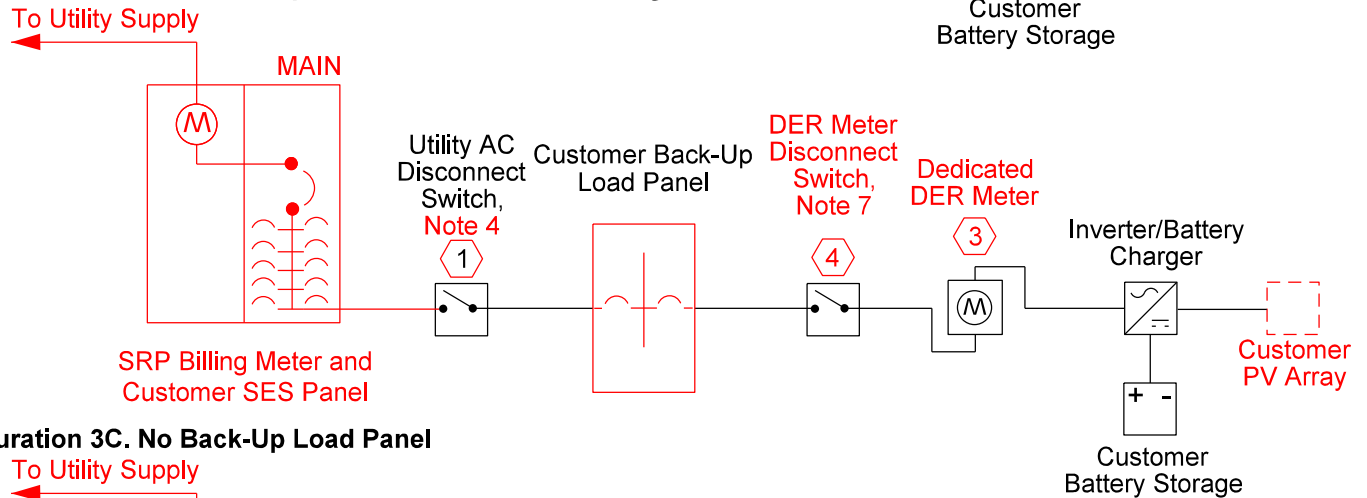 To Utility Supply
Customer
Battery Storage
MAIN
M
Utility AC
Disconnect
Switch,
Note 4
1
Customer Back-Up
Load Panel
DER Meter
Disconnect
Switch,
Note 7
4
Dedicated
DER Meter
3
M
Inverter/Battery
Charger
Customer
PV Array
SRP Billing Meter and
Customer SES Panel
+ -
Customer
Battery Storage
uration 3C. No Back-Up Load Panel
To Utility Supply